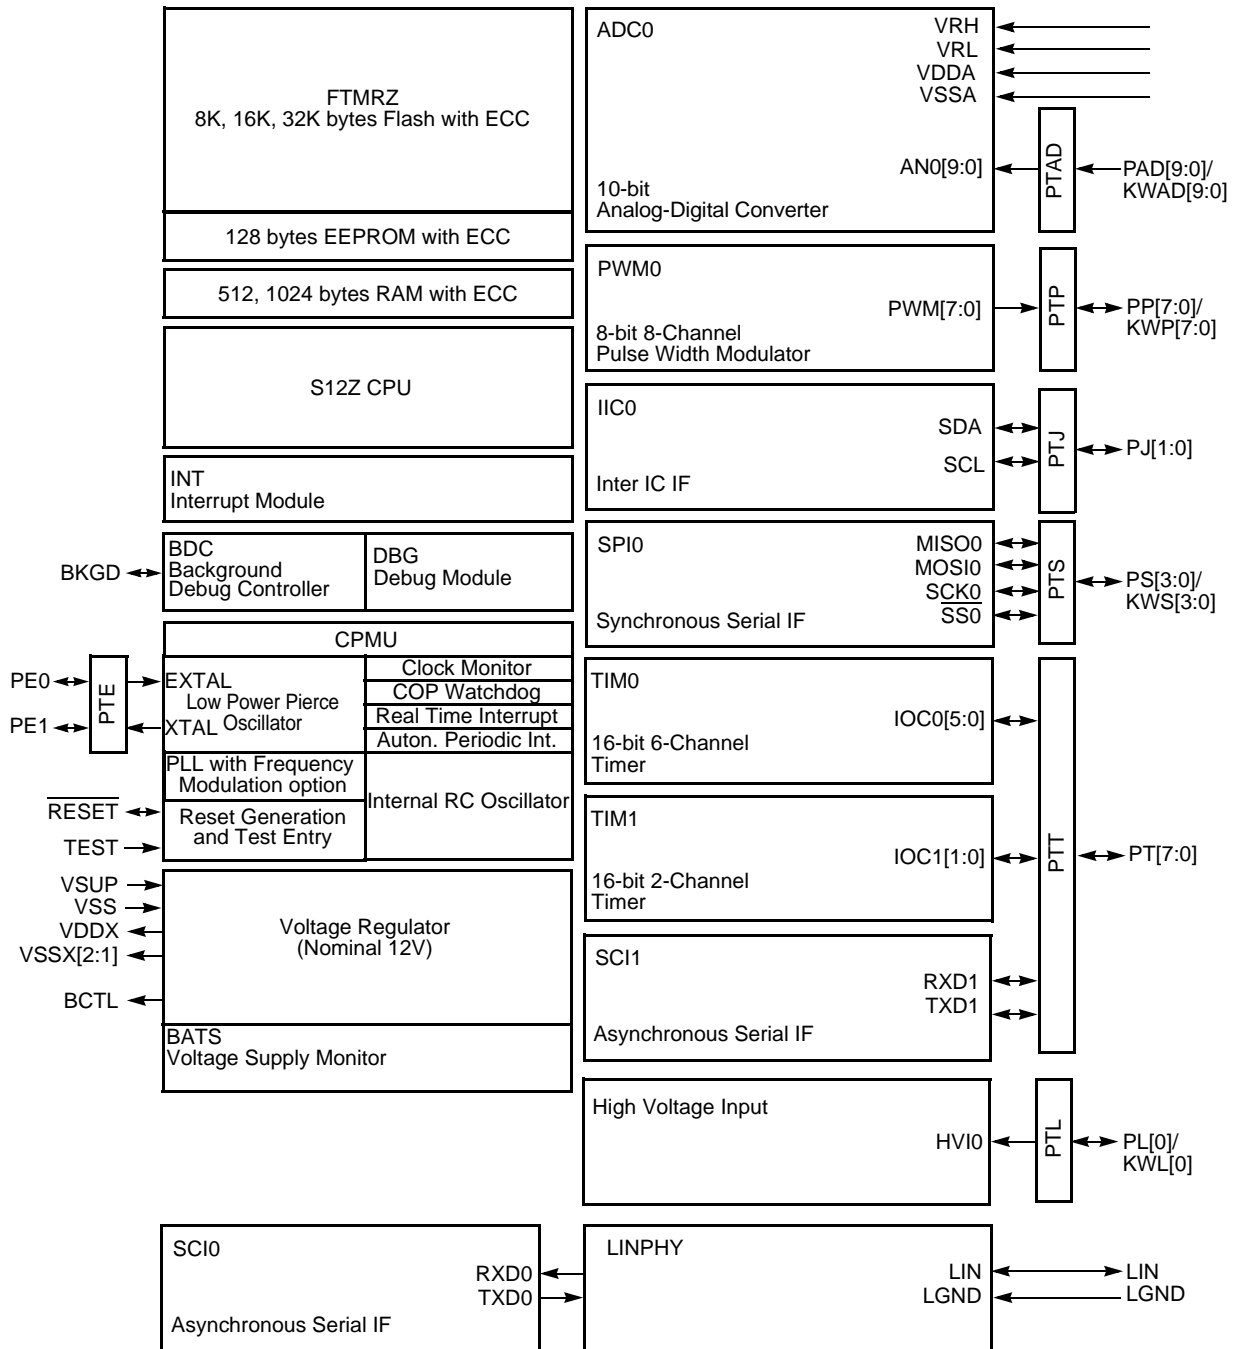 FTMRZ
8K, 16K, 32K bytes Flash with ECC
128 bytes EEPROM with ECC
512, 1024 bytes RAM with ECC
S12Z CPU
INT
Interrupt Module
BKGD
BDC
Background
Debug Controller
DBG
Debug Module
CPMU
PE0
PE1
PTE
EXTAL
Low Power Pierce
XTAL Oscillator
Clock Monitor
COP Watchdog
Real Time Interrupt
Auton. Periodic Int.
PLL with Frequency
Modulation option
Internal RC Oscillator
RESET
TEST
Reset Generation
and Test Entry
VSUP
VSS
VDDX
VSSX[2:1]
BCTL
Voltage Regulator
(Nominal 12V)
BATS
Voltage Supply Monitor
ADC0
VRH
VRL
VDDA
VSSA
AN0[9:0]
10-bit
Analog-Digital Converter
PTAD
PAD[9:0]/
KWAD[9:0]
PWM0
PWM[7:0]
8-bit 8-Channel
Pulse Width Modulator
PTP
PP[7:0]/
KWP[7:0]
IIC0
SDA
SCL
Inter IC IF
PTJ
PJ[1:0]
SPI0
MISO0
MOSI0
SCK0
SS0
Synchronous Serial IF
PTS
PS[3:0]/
KWS[3:0]
TIM0
IOC0[5:0]
16-bit 6-Channel
Timer
TIM1
IOC1[1:0]
16-bit 2-Channel
Timer
PTT
PT[7:0]
SCI1
RXD1
TXD1
Asynchronous Serial IF
High Voltage Input
HVI0
PTL
PL[0]/
KWL[0]
SCI0
RXD0
TXD0
Asynchronous Serial IF
LINPHY
LIN
LGND
LIN
LGND